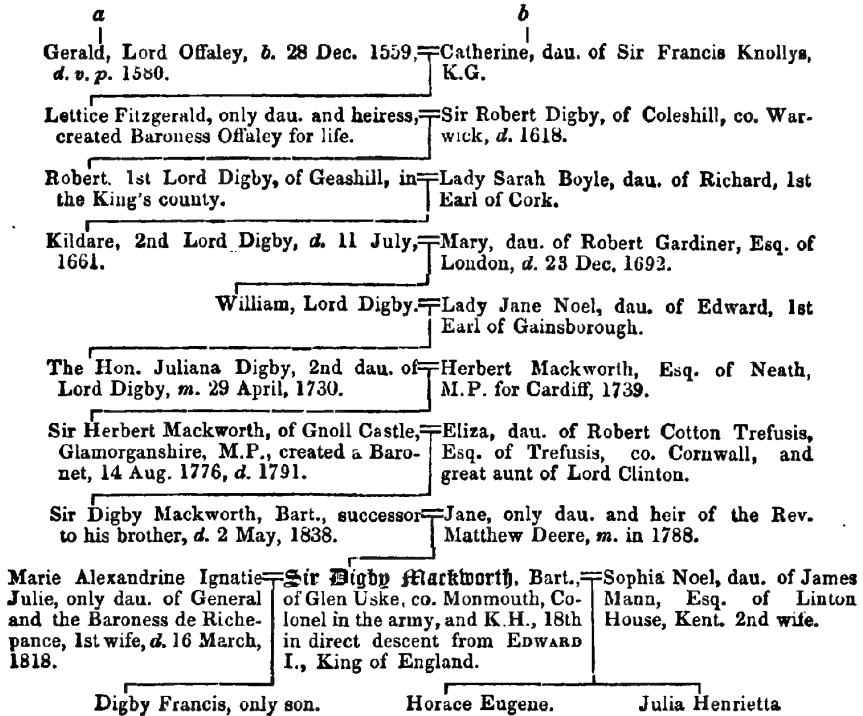 a
b
Gerald, Lord Offaley, b. 28 Dec. 1559,
d. v. p. 1580.
Catherine, dau. of Sir Francis Knollys,
K.G.
Lettice Fitzgerald, only dau. and heiress,
created Baroness Offaley for life.
Sir Robert Digby, of Coleshill, co. War-
wick, d. 1618.
Robert, 1st Lord Digby, of Geashill, in
the King's county.
Lady Sarah Boyle, dau. of Richard, 1st
Earl of Cork.
Kildare, 2nd Lord Digby, d. 11 July,
1661.
Mary, dau. of Robert Gardiner, Esq. of
London, d. 23 Dec. 1692.
William, Lord Digby.
Lady Jane Noel, dau. of Edward, 1st
Earl of Gainsborough.
The Hon. Juliana Digby, 2nd dau. of
Lord Digby, m. 29 April, 1730.
Herbert Mackworth, Esq. of Neath,
M.P. for Cardiff, 1739.
Sir Herbert Mackworth, of Gnoll Castle,
Glamorganshire, M.P., created a Baro-
net, 14 Aug. 1776, d. 1791.
Eliza, dau. of Robert Cotton Trefusis,
Esq. of Trefusis, co. Cornwall, and
great aunt of Lord Clinton.
Sir Digby Mackworth, Bart., successor
to his brother, d. 2 May, 1838.
Jane, only dau. and heir of the Rev.
Matthew Deere, m. in 1788.
Marie Alexandrine Ignatie
Julie, only dau. of General
and the Baroness de Riche-
pance, 1st wife, d. 16 March,
1818.
Sir Digby Mackworth, Bart.,
of Glen Uske, co. Monmouth, Co-
lonel in the army, and K.H., 18th
in direct descent from EDWARD
I., King of England.
Sophia Noel, dau. of James
Mann, Esq. of Linton
House, Kent. 2nd wife.
Digby Francis, only son.
Horace Eugene.
Julia Henrietta